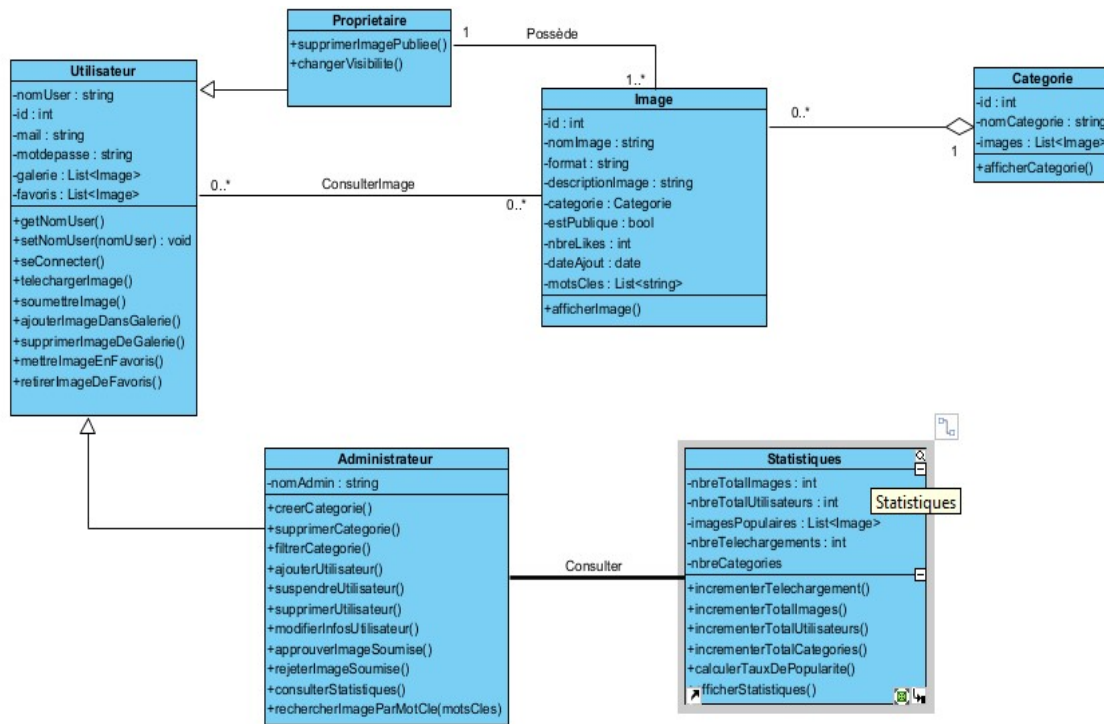 Proprietaire
+supprimerImagePubliee()
+changerVisibilite()
1
Possède
1..*
Utilisateur
-nomUser : string
-id : int
-mail : string
-motdepasse : string
-galerie : List<Image>
-favoris : List<Image>
+getNomUser()
+setNomUser(nomUser) : void
+seConnecter()
+telechargerImage()
+soumettreImage()
+ajouterImageDansGalerie()
+supprimerImageDeGalerie()
+mettreImageEnFavoris()
+retirerImageDeFavoris()
0..*
ConsulterImage
0..*
Image
-id : int
-nomImage : string
-format : string
-descriptionImage : string
-categorie : Categorie
-estPublique : bool
-nbreLikes : int
-dateAjout : date
-motsCles : List<string>
+afficherImage()
0..*
1
Categorie
-id : int
-nomCategorie : string
-images : List<Image>
+afficherCategorie()
Administrateur
-nomAdmin : string
+creerCategorie()
+supprimerCategorie()
+filtrerCategorie()
+ajouterUtilisateur()
+suspendreUtilisateur()
+supprimerUtilisateur()
+modifierInfosUtilisateur()
+approuverImageSoumise()
+rejeterImageSoumise()
+consulterStatistiques()
+rechercherImageParMotCle(motsCles)
Consulter
Statistiques
-nbreTotalImages : int
-nbreTotalUtilisateurs : int
Statistiques
-imagesPopulaires : List<Image>
-nbreTelechargements : int
-nbreCategories
+incrementerTelechargement()
+incrementerTotalImages()
+incrementerTotalUtilisateurs()
+incrementerTotalCategories()
+calculerTauxDePopularite()
fficherStatistiques()